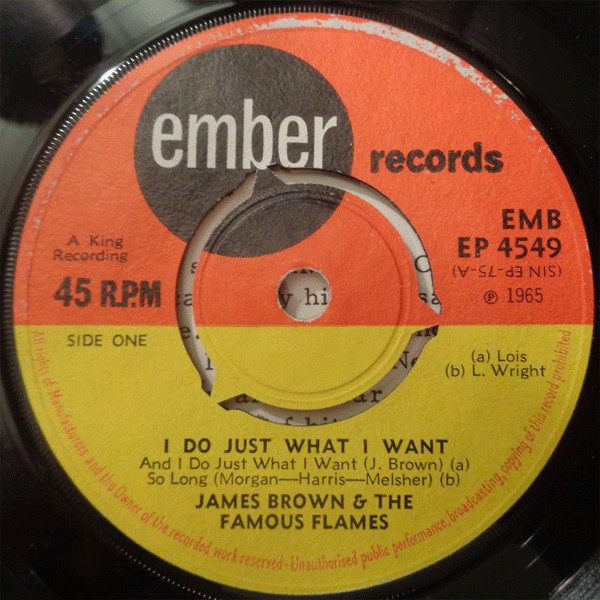 ember records
EMB
EP 4549
(SIN EP-75-A)
℗ 1965
A King
Recording
45 R.P.M
SIDE ONE
(a) Lois
(b) L. Wright
I DO JUST WHAT I WANT
And I Do Just What I Want (J. Brown) (a)
So Long (Morgan—Harris—Melsher) (b)
JAMES BROWN & THE
FAMOUS FLAMES
All rights of Manufacturers and the Owner of the recorded work reserved - Unauthorised public performance, broadcasting, copying of this record prohibited